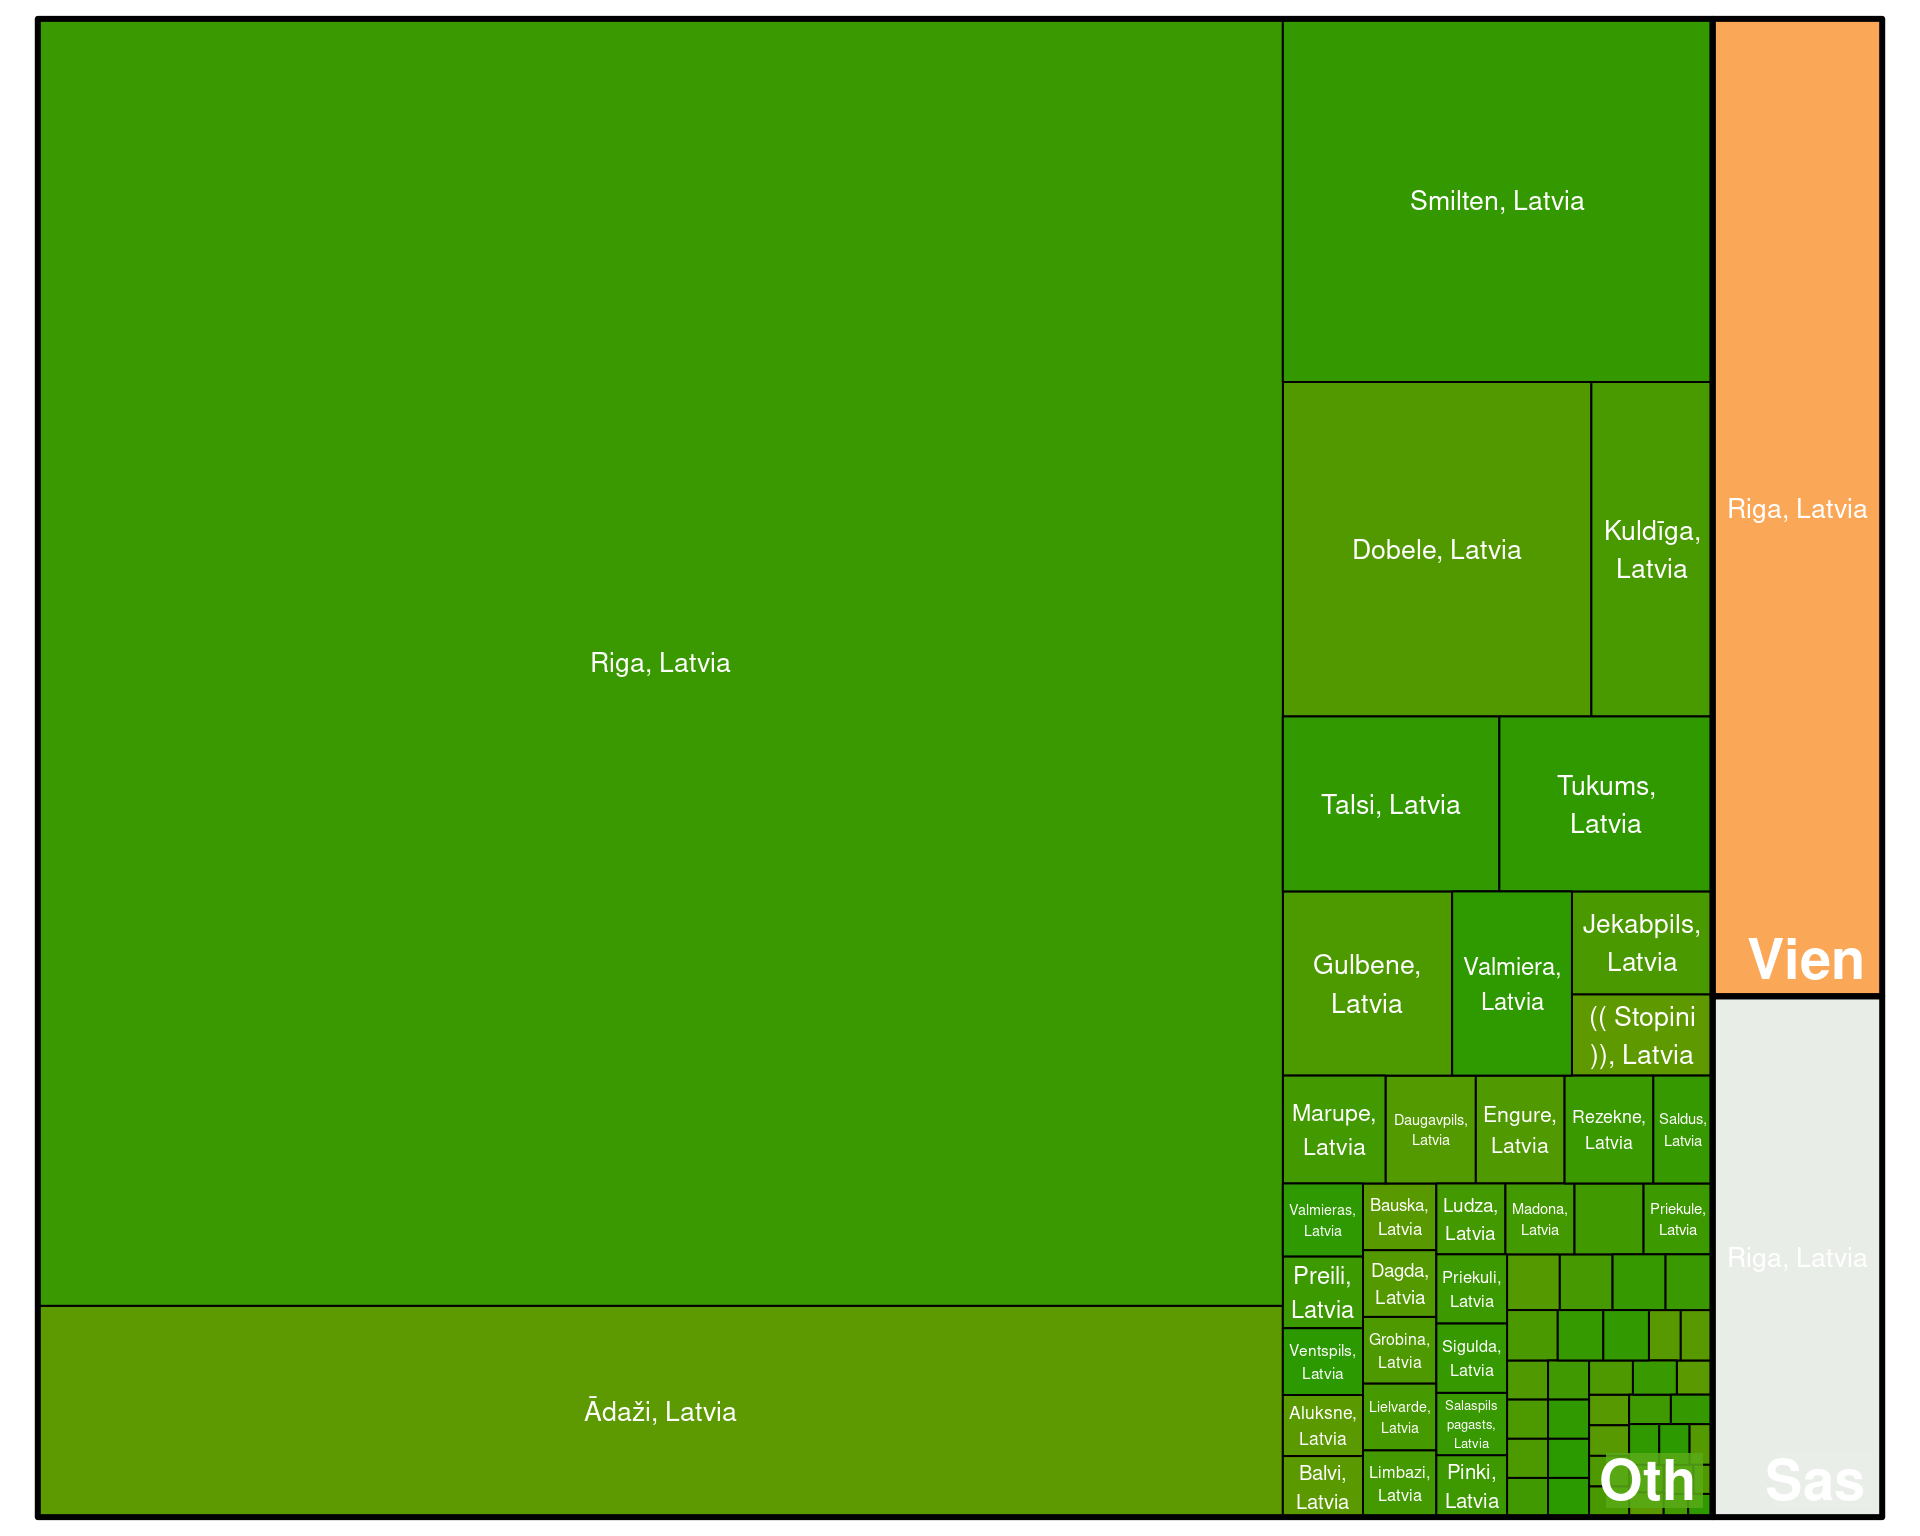 Riga, Latvia
Ādaži, Latvia
Smilten, Latvia
Dobele, Latvia
Kuldīga,
Latvia
Talsi, Latvia
Tukums,
Latvia
Gulbene,
Latvia
Valmiera,
Latvia
Jekabpils,
Latvia
(( Stopini
)), Latvia
Marupe,
Latvia
Daugavpils,
Latvia
Engure,
Latvia
Rezekne,
Latvia
Saldus,
Latvia
Valmieras,
Latvia
Preili,
Latvia
Ventspils,
Latvia
Aluksne,
Latvia
Balvi,
Latvia
Bauska,
Latvia
Dagda,
Latvia
Grobina,
Latvia
Lielvarde,
Latvia
Limbazi,
Latvia
Ludza,
Latvia
Madona,
Latvia
Priekule,
Latvia
Priekuli,
Latvia
Sigulda,
Latvia
Salaspils
pagasts,
Latvia
Pinki,
Latvia
Oth
Riga, Latvia
Vien
Riga, Latvia
Sas